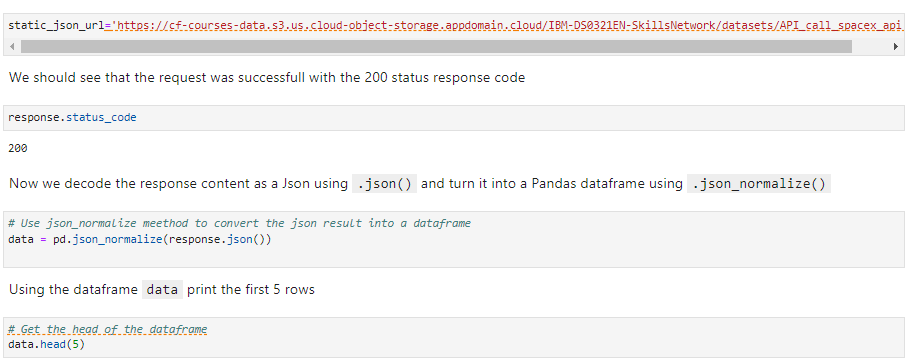 static_json_url='https://cf-courses-data.s3.us.cloud-object-storage.appdomain.cloud/IBM-DS0321EN-SkillsNetwork/datasets/API_call_spacex_api
We should see that the request was successfull with the 200 status response code
response.status_code
200
Now we decode the response content as a Json using .json() and turn it into a Pandas dataframe using .json_normalize()
# Use json_normalize meethod to convert the json result into a dataframe
data = pd.json_normalize(response.json())
Using the dataframe data print the first 5 rows
# Get the head of the dataframe
data.head(5)